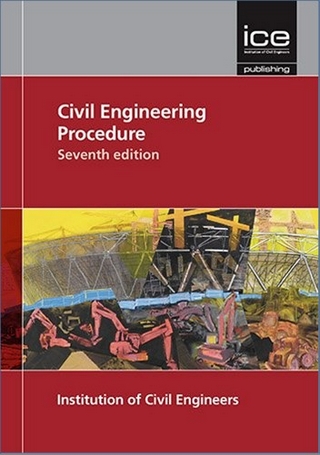 ice
Institution of Civil Engineers
publishing
Civil Engineering
Procedure
Seventh edition
Institution of Civil Engineers